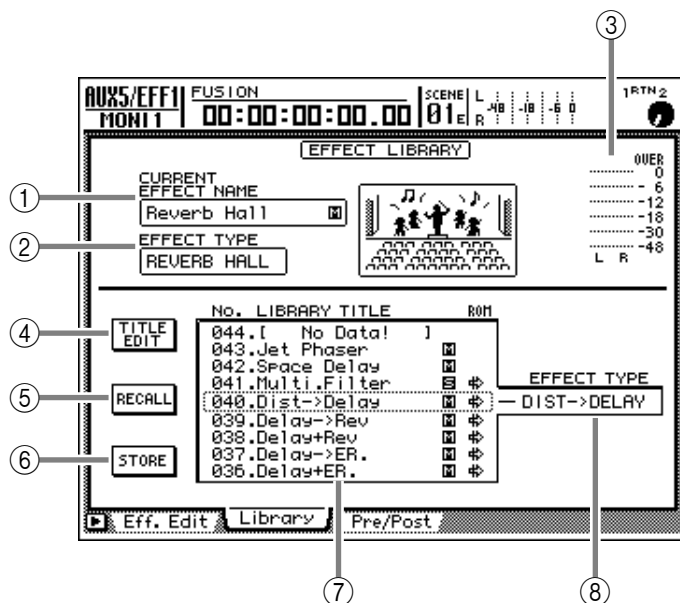 ③
AUX5/EFF1 FUSION SCENE L -48 -18 -6 0 1RTN2
MONI1 00:00:00:00.00 01E R
EFFECT LIBRARY
OVER
0
-6
-12
-18
-30
-48
L R
① CURRENT
EFFECT NAME
Reverb Hall M
② EFFECT TYPE
REVERB HALL
No. LIBRARY TITLE ROM
④ TITLE
EDIT
⑤ RECALL
⑥ STORE
044.[ No Data! ]
043.Jet Phaser M
042.Space Delay M
041.Multi.Filter S
040.Dist->Delay M
039.Delay->Rev M
038.Delay+Rev M
037.Delay->ER. M
036.Delay+ER. M
EFFECT TYPE
DIST->DELAY
Eff. Edit Library Pre/Post
⑦ ⑧